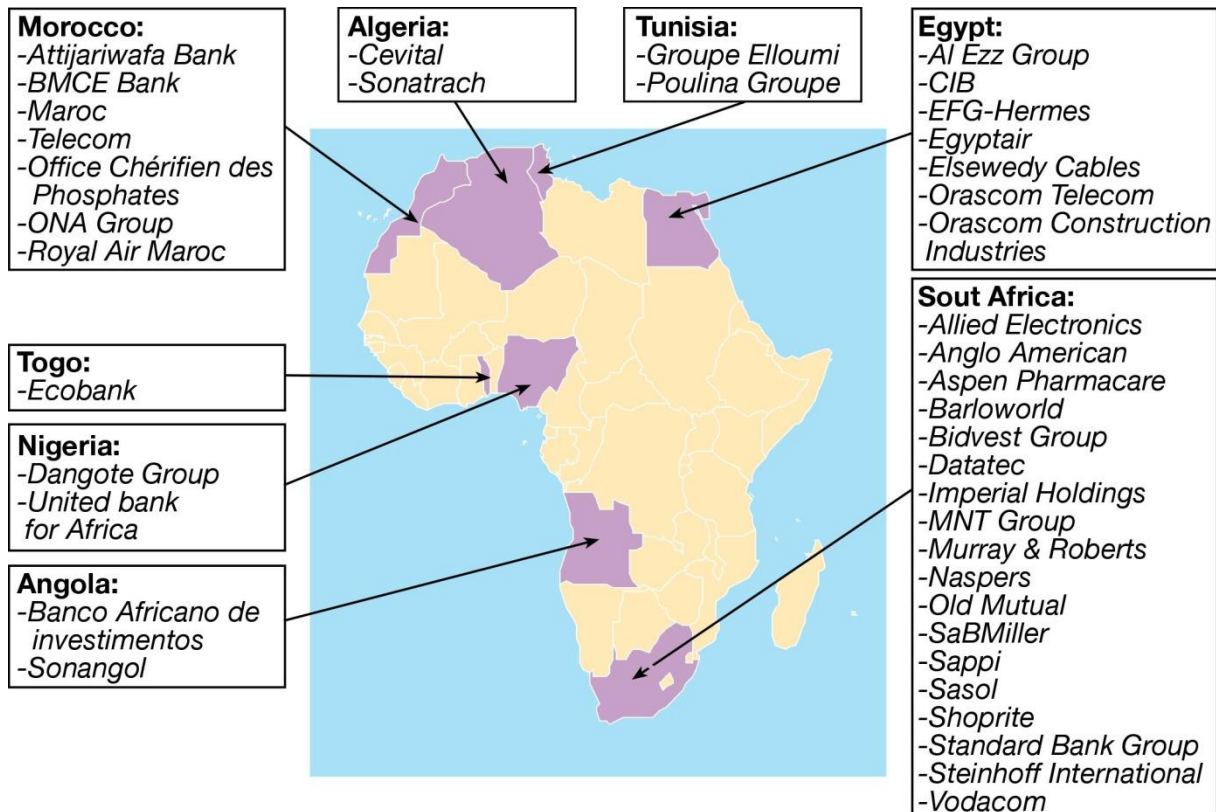 Morocco:
-Attijariwafa Bank
-BMCE Bank
-Maroc
-Telecom
-Office Chérifien des
Phosphates
-ONA Group
-Royal Air Maroc
Algeria:
-Cevital
-Sonatrach
Tunisia:
-Groupe Elloumi
-Poulina Groupe
Egypt:
-Al Ezz Group
-CIB
-EFG-Hermes
-Egyptair
-Elsewedy Cables
-Orascom Telecom
-Orascom Construction
Industries
Togo:
-Ecobank
Nigeria:
-Dangote Group
-United bank
for Africa
Angola:
-Banco Africano de
investimentos
-Sonangol
Sout Africa:
-Allied Electronics
-Anglo American
-Aspen Pharmacare
-Barloworld
-Bidvest Group
-Datatec
-Imperial Holdings
-MNT Group
-Murray & Roberts
-Naspers
-Old Mutual
-SaBMiller
-Sappi
-Sasol
-Shoprite
-Standard Bank Group
-Steinhoff International
-Vodacom